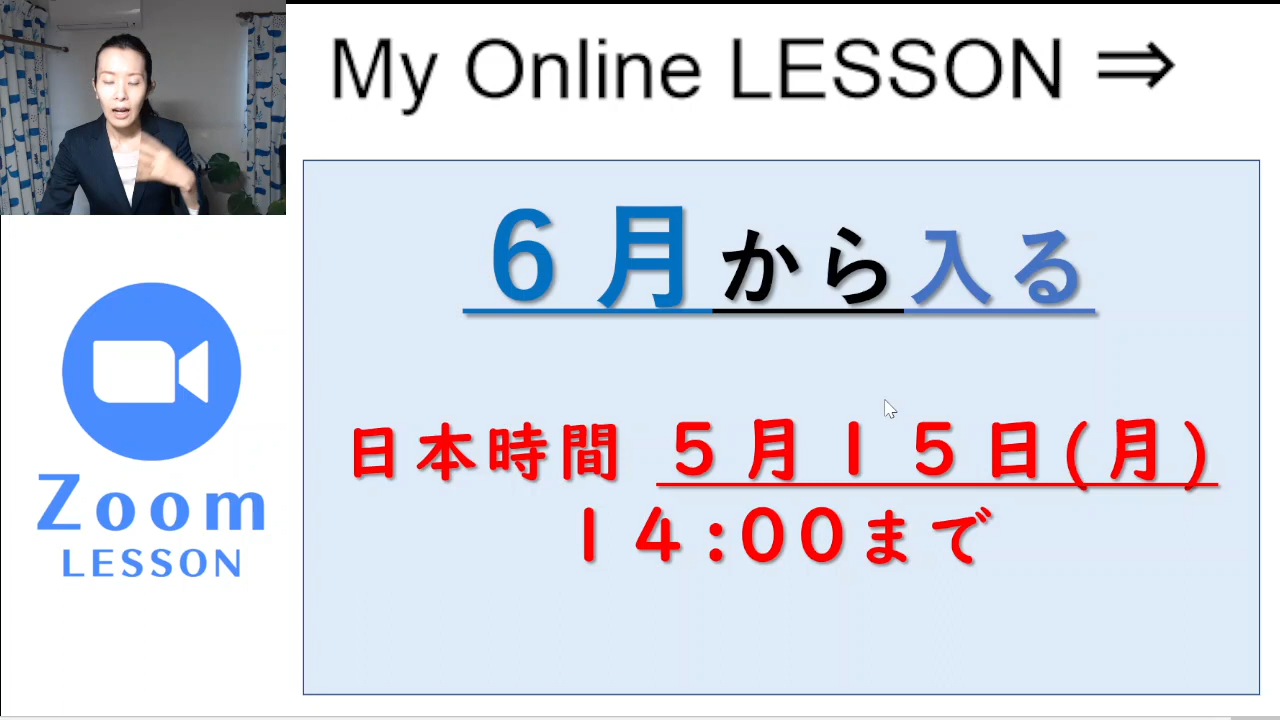 My Online LESSON ⇒
6月から入る
日本時間 5月15日(月)
14:00まで
Zoom
LESSON